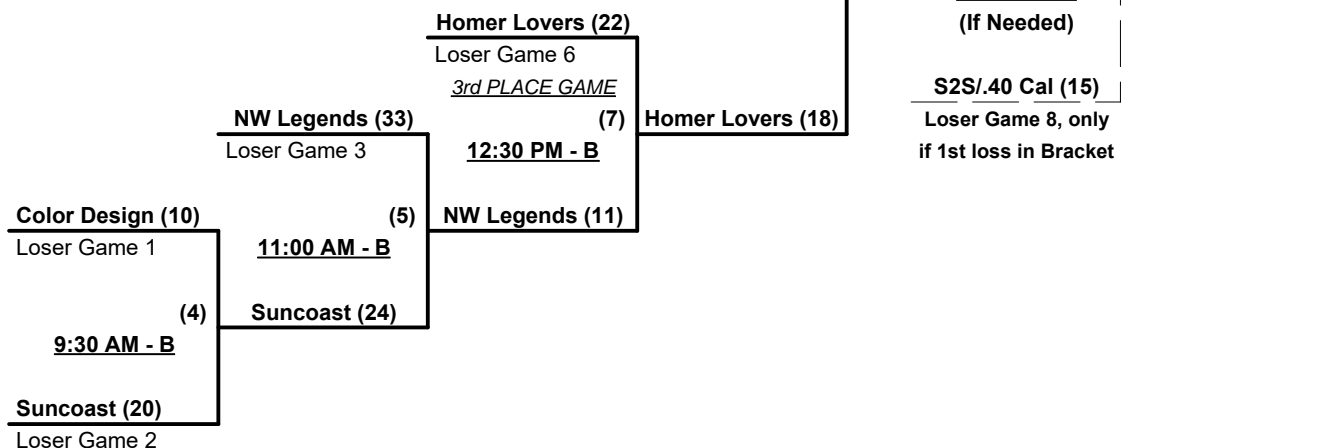 Homer Lovers (22)
Loser Game 6
3rd PLACE GAME
(7)
12:30 PM - B
NW Legends (33)
Loser Game 3
(5)
11:00 AM - B
NW Legends (11)
Homer Lovers (18)
Color Design (10)
Loser Game 1
(4)
9:30 AM - B
Suncoast (24)
Suncoast (20)
Loser Game 2
(If Needed)
S2S/.40 Cal (15)
Loser Game 8, only
if 1st loss in Bracket